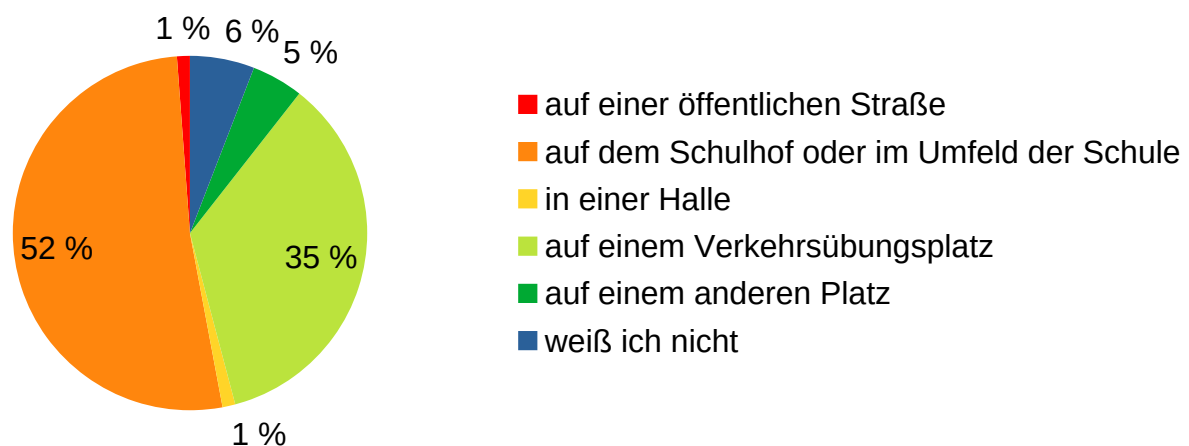 1 %
6 %
5 %
52 %
35 %
1 %
auf einer öffentlichen Straße
auf dem Schulhof oder im Umfeld der Schule
in einer Halle
auf einem Verkehrsübungsplatz
auf einem anderen Platz
weiß ich nicht